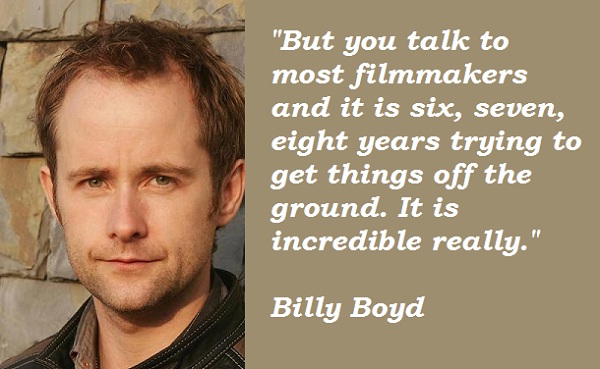 "But you talk to
most filmmakers
and it is six, seven,
eight years trying to
get things off the
ground. It is
incredible really."
Billy Boyd